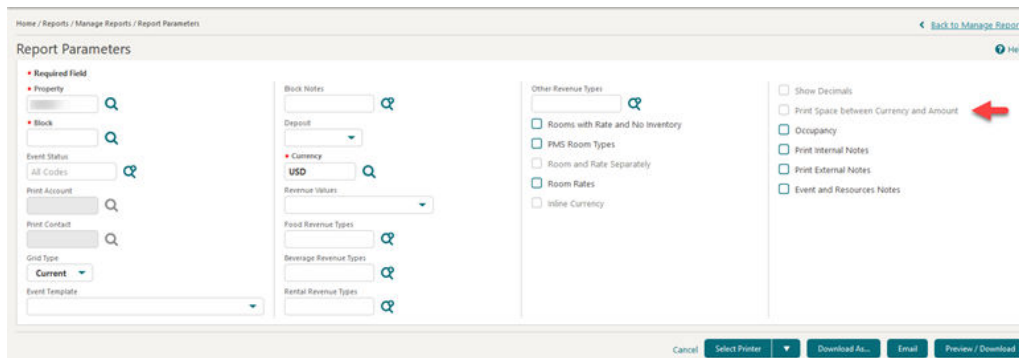 Home / Reports / Manage Reports / Report Parameters
Back to Manage Repor
Report Parameters
He
* Required Field
* Property
* Block
Event Status
All Codes
Print Account
Print Contact
Grid Type
Current
Event Template
Block Notes
Deposit
* Currency
USD
Revenue Values
Food Revenue Types
Beverage Revenue Types
Rental Revenue Types
Other Revenue Types
Rooms with Rate and No Inventory
PMS Room Types
Room and Rate Separately
Room Rates
Inline Currency
Show Decimals
Print Space between Currency and Amount
Occupancy
Print Internal Notes
Print External Notes
Event and Resources Notes
Cancel
Select Printer
Download As...
Email
Preview / Download